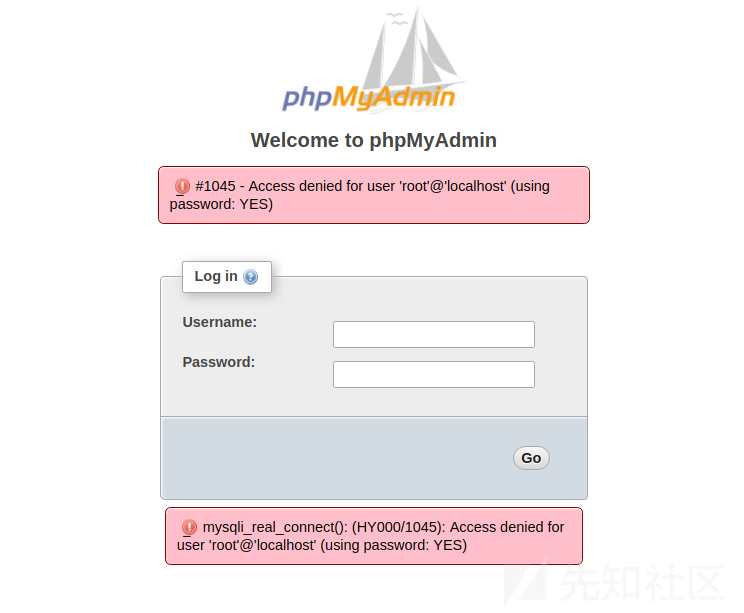 phpMyAdmin
Welcome to phpMyAdmin
#1045 - Access denied for user 'root'@'localhost' (using
password: YES)
Log in
Username:
Password:
Go
mysqli_real_connect(): (HY000/1045): Access denied for
user 'root'@'localhost' (using password: YES)
先知社区